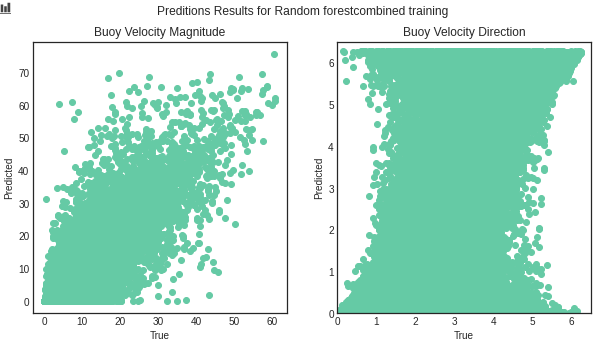 Preditions Results for Random forestcombined training
Buoy Velocity Magnitude
Buoy Velocity Direction
70
60
50
40
30
20
10
0
Predicted
0 10 20 30 40 50 60
True
6
5
4
3
2
1
0
Predicted
0 1 2 3 4 5 6
True